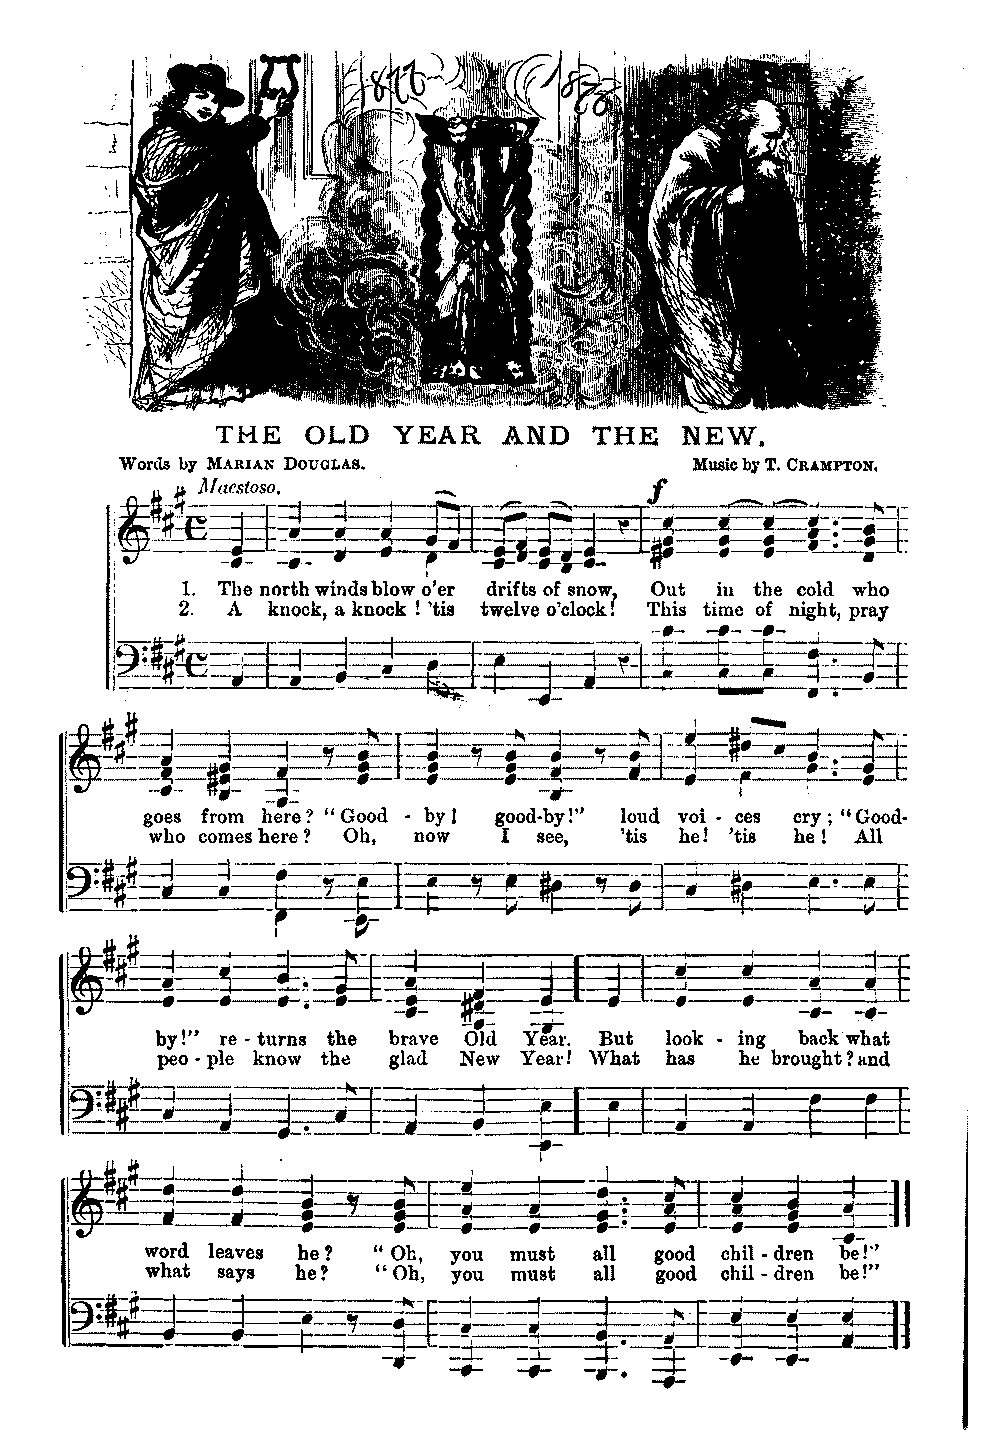 1877 1878
THE OLD YEAR AND THE NEW.
Words by MARIAN DOUGLAS. Music by T. CRAMPTON.
Maestoso. f
1. The north winds blow o'er drifts of snow, Out in the cold who
2. A knock, a knock! 'tis twelve o'clock! This time of night, pray
goes from here? "Good - by! good-by!" loud voi - ces cry; "Good-
who comes here? Oh, now I see, 'tis he! 'tis he! All
by!" re - turns the brave Old Year. But look - ing back what
peo - ple know the glad New Year! What has he brought? and
word leaves he? "Oh, you must all good chil - dren be!"
what says he? "Oh, you must all good chil - dren be!"